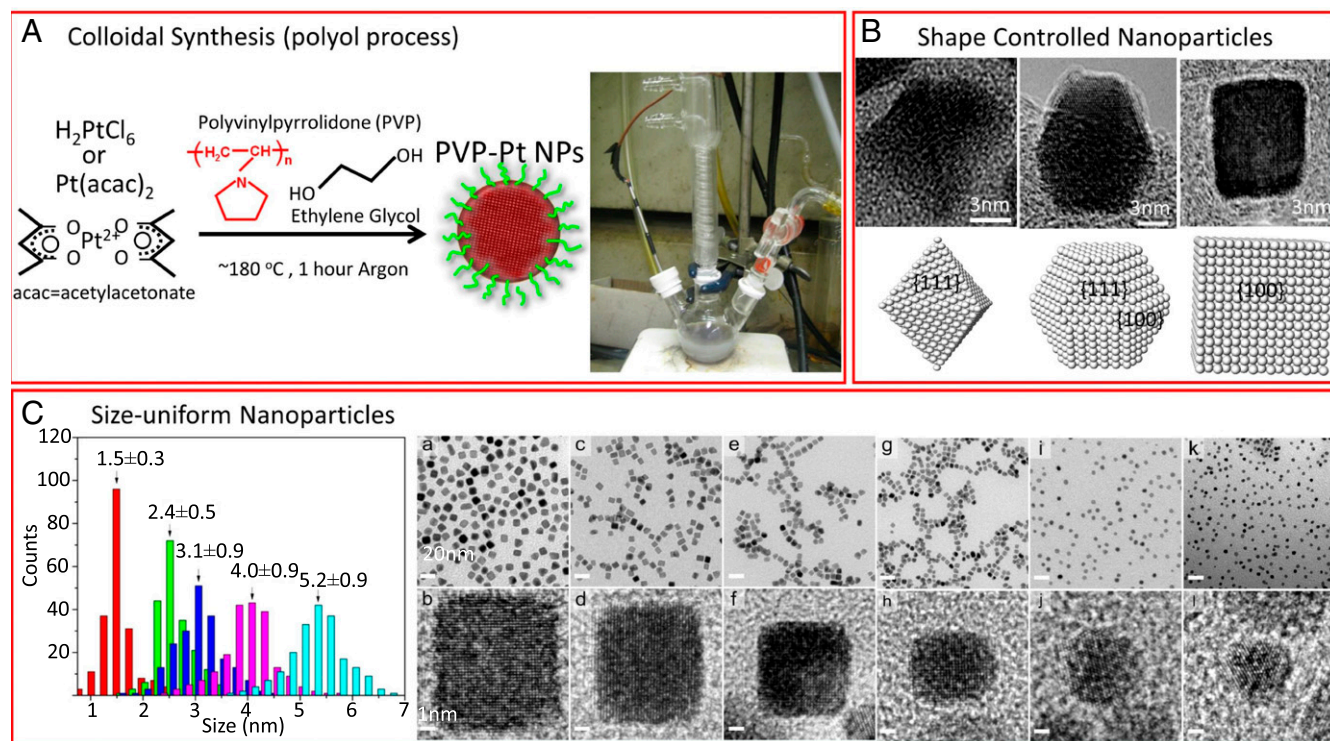 A
Colloidal Synthesis (polyol process)
H2PtCl6
or
Pt(acac)2
O O
Pt2+
O O
acac=acetylacetonate
Polyvinylpyrrolidone (PVP)
H2C CH n
N
OH
HO
Ethylene Glycol
~180 °C , 1 hour Argon
PVP-Pt NPs
B
Shape Controlled Nanoparticles
3nm
3nm
3nm
{111}
{111}
{100}
{100}
C
Size-uniform Nanoparticles
120
100
80
60
40
20
Counts
1.5±0.3
2.4±0.5
3.1±0.9
4.0±0.9
5.2±0.9
1 2 3 4 5 6 7
Size (nm)
a c e g i k
20nm
b d f h j l
1nm